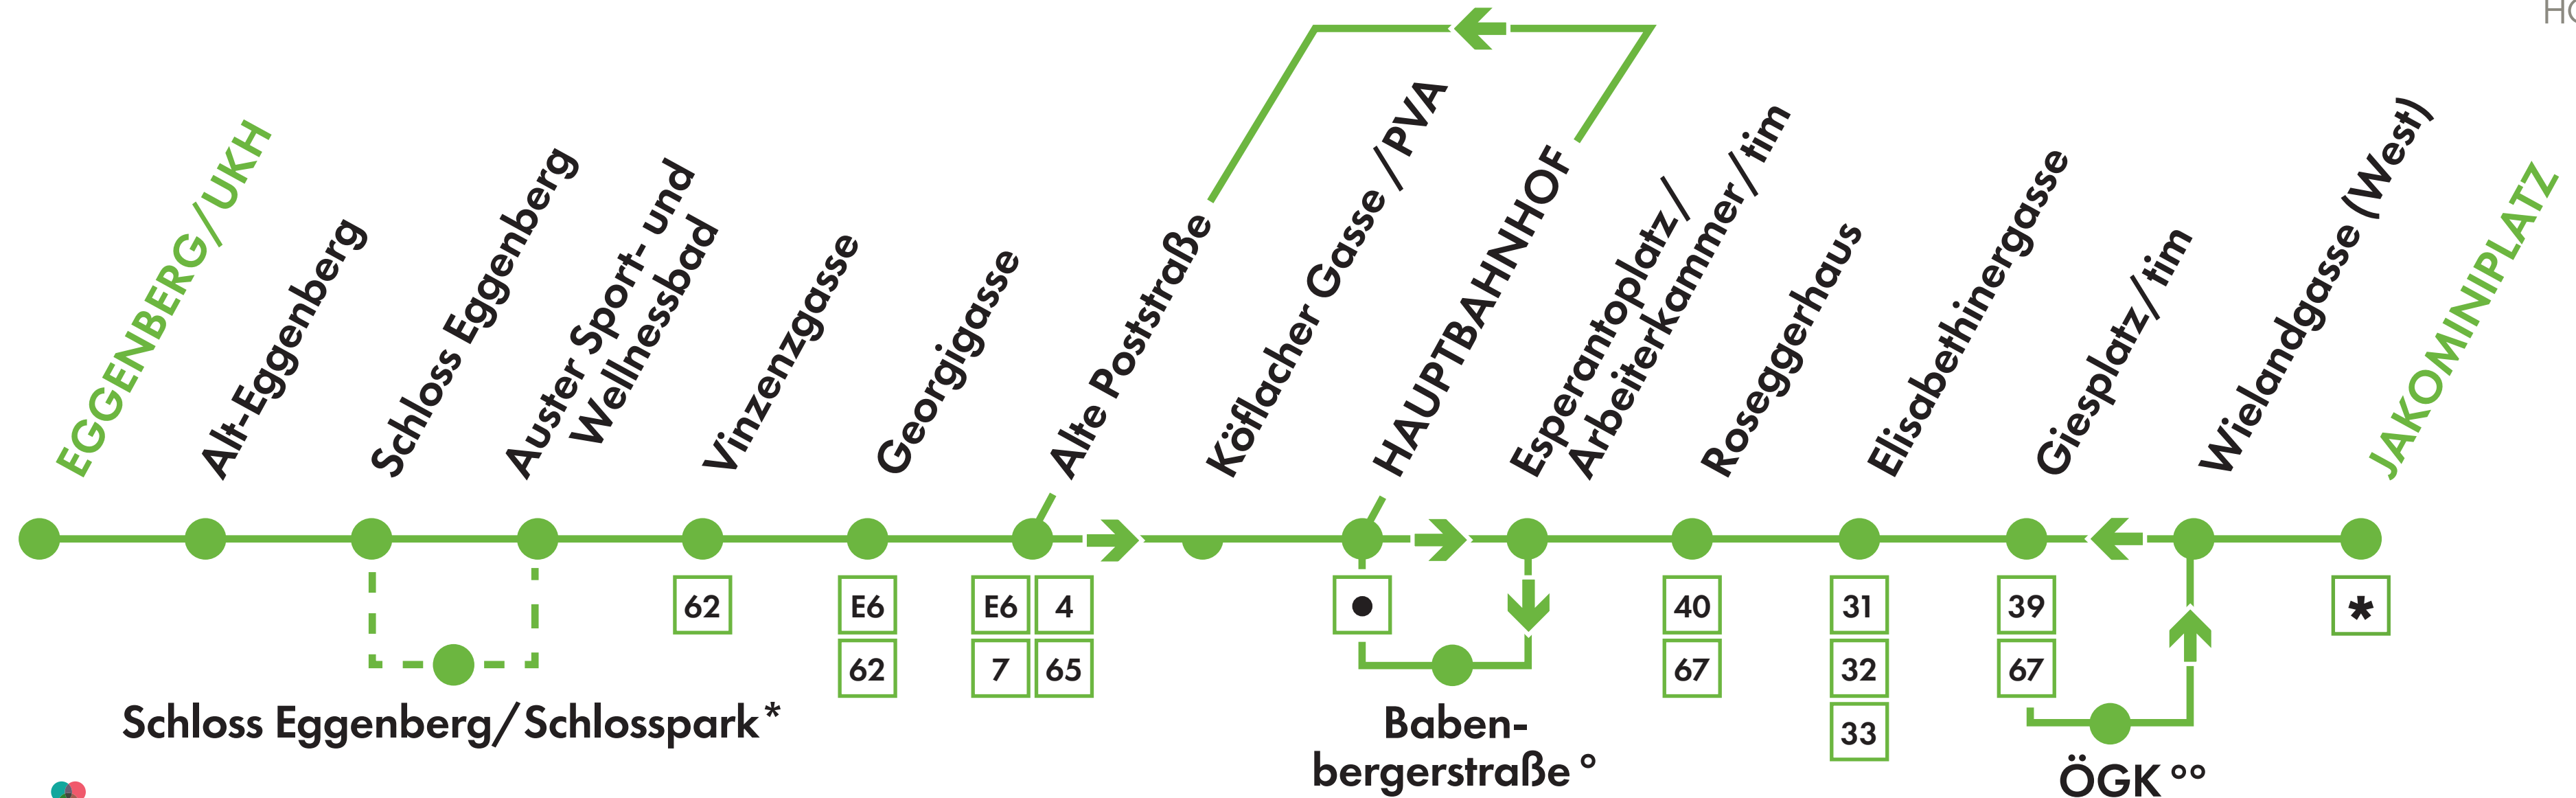 HO
EGGENBERG/UKH
Alt-Eggenberg
Schloss Eggenberg
Auster Sport- und
Wellnessbad
Vinzenzgasse
Georgigasse
Alte Poststraße
Köflacher Gasse/PVA
HAUPTBAHNHOF
Esperantoplatz/
Arbeiterkammer/tim
Roseggerhaus
Elisabethinergasse
Giesplatz/tim
Wielandgasse (West)
JAKOMINIPLATZ
62
E6
62
E6 4
7 65
•
40
67
31
32
33
39
67
*
Schloss Eggenberg/Schlosspark*
Baben-
bergerstraße °
ÖGK °°